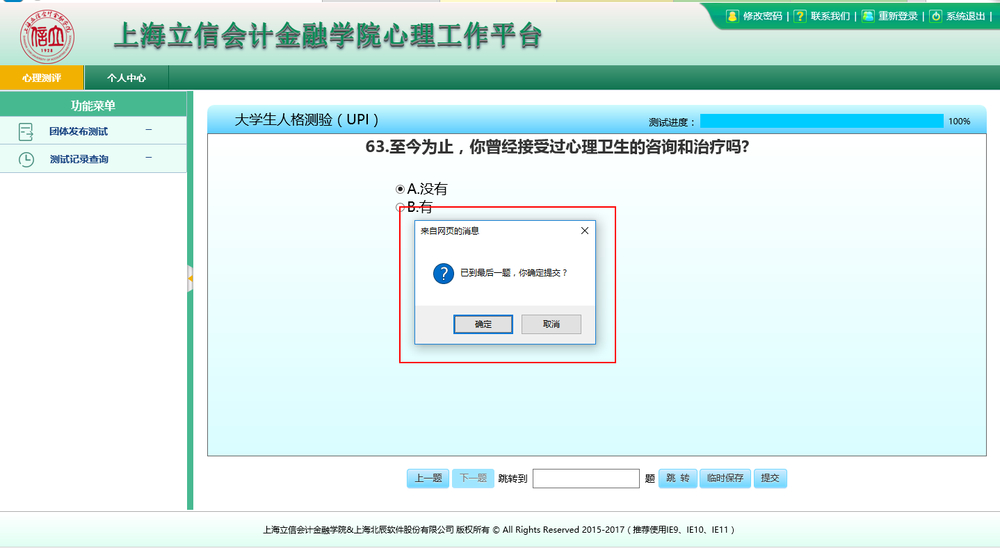 修改密码 | 联系我们 | 重新登录 | 系统退出 |
上海立信会计金融学院心理工作平台
1928
心理测评 个人中心
功能菜单
团体发布测试
测试记录查询
大学生人格测验（UPI）
测试进度： 100%
63.至今为止，你曾经接受过心理卫生的咨询和治疗吗?
A.没有
B.有
来自网页的消息
已到最后一题，你确定提交？
确定 取消
上一题 下一题 跳转到 题 跳 转 临时保存 提交
上海立信会计金融学院&上海北辰软件股份有限公司 版权所有 © All Rights Reserved 2015-2017（推荐使用IE9、IE10、IE11）